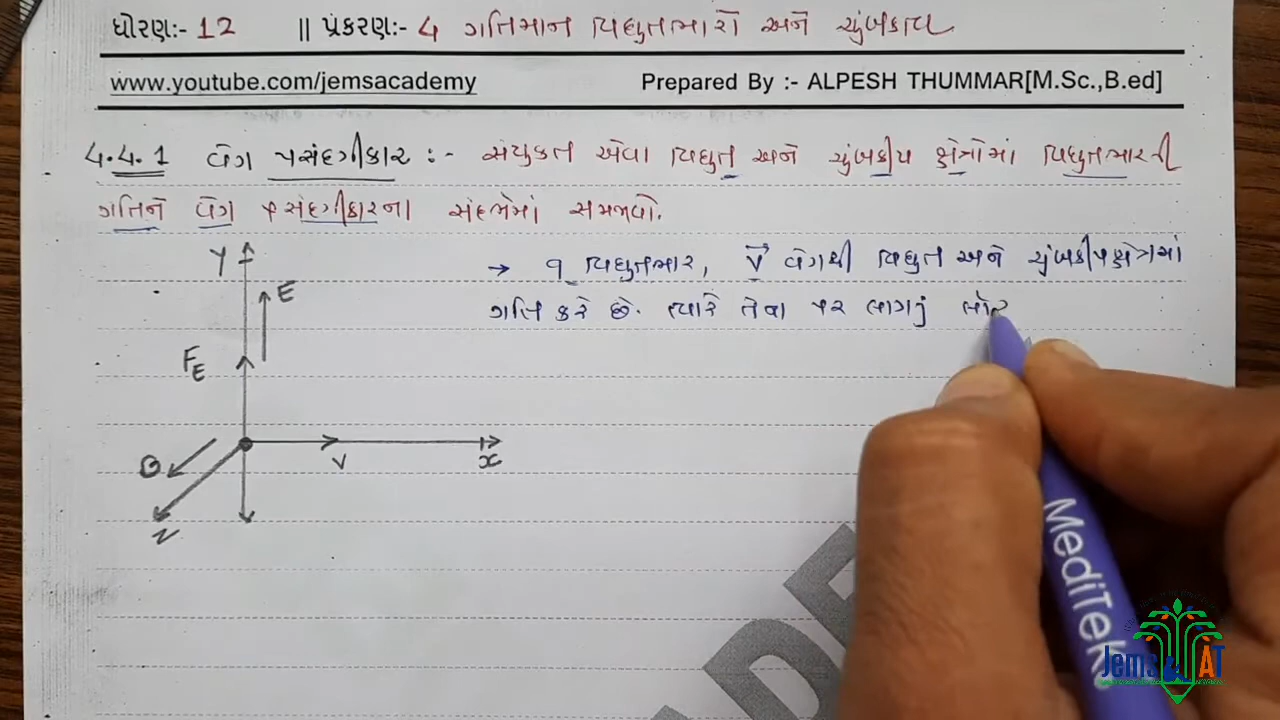 ધોરણ:- 12 || પ્રકરણ:- 4 ગતિમાન વિદ્યુતભારો અને ચુંબકત્વ
www.youtube.com/jemsacademy Prepared By :- ALPESH THUMMAR[M.Sc.,B.ed]
4.4.1 વેગ પસંદગીકાર :- સંયુક્ત એવા વિદ્યુત અને ચુંબકીય ક્ષેત્રોમાં વિદ્યુતભારની
ગતિને વેગ પસંદગીકારના સંદર્ભમાં સમજાવો.
→ q વિદ્યુતભાર, v⃗ વેગથી વિદ્યુત અને ચુંબકીયક્ષેત્રમાં
ગતિ કરે છે. ત્યારે તેના પર લાગતું
Y
E
F_E
B
V
x
Z
MediTek
Jems AT